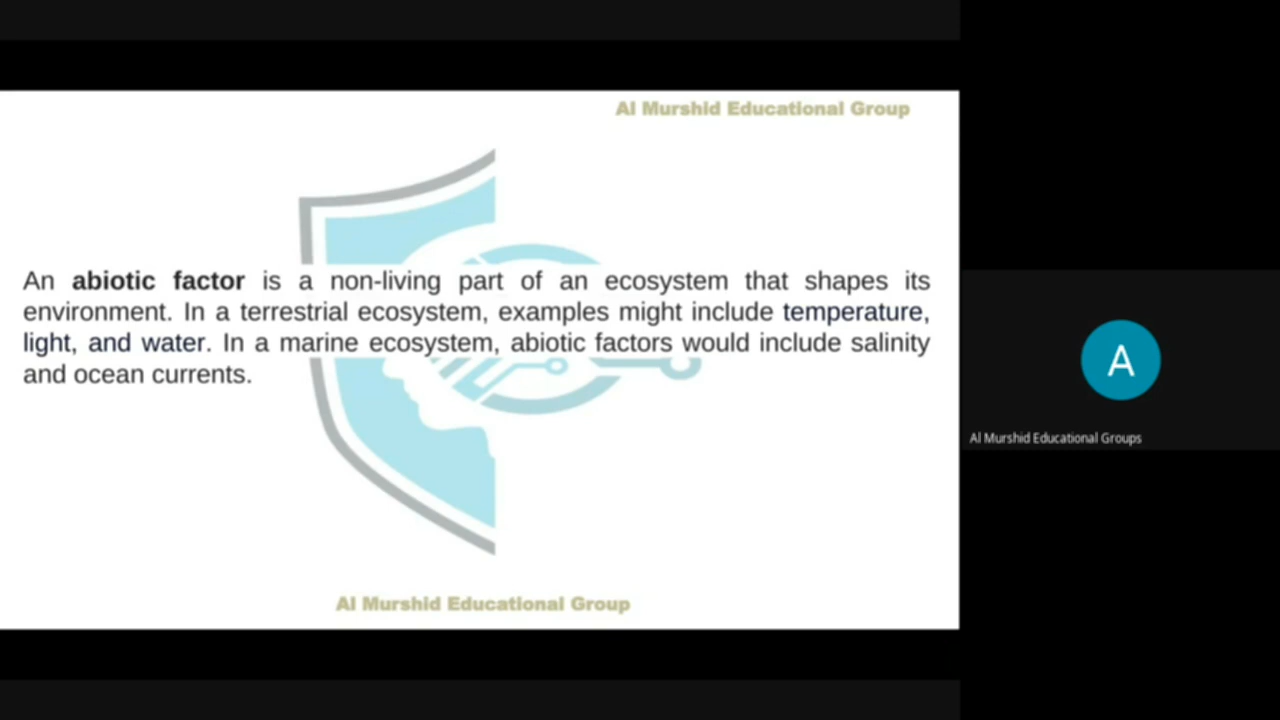 Al Murshid Educational Group
An abiotic factor is a non-living part of an ecosystem that shapes its
environment. In a terrestrial ecosystem, examples might include temperature,
light, and water. In a marine ecosystem, abiotic factors would include salinity
and ocean currents.
A
Al Murshid Educational Groups
Al Murshid Educational Group